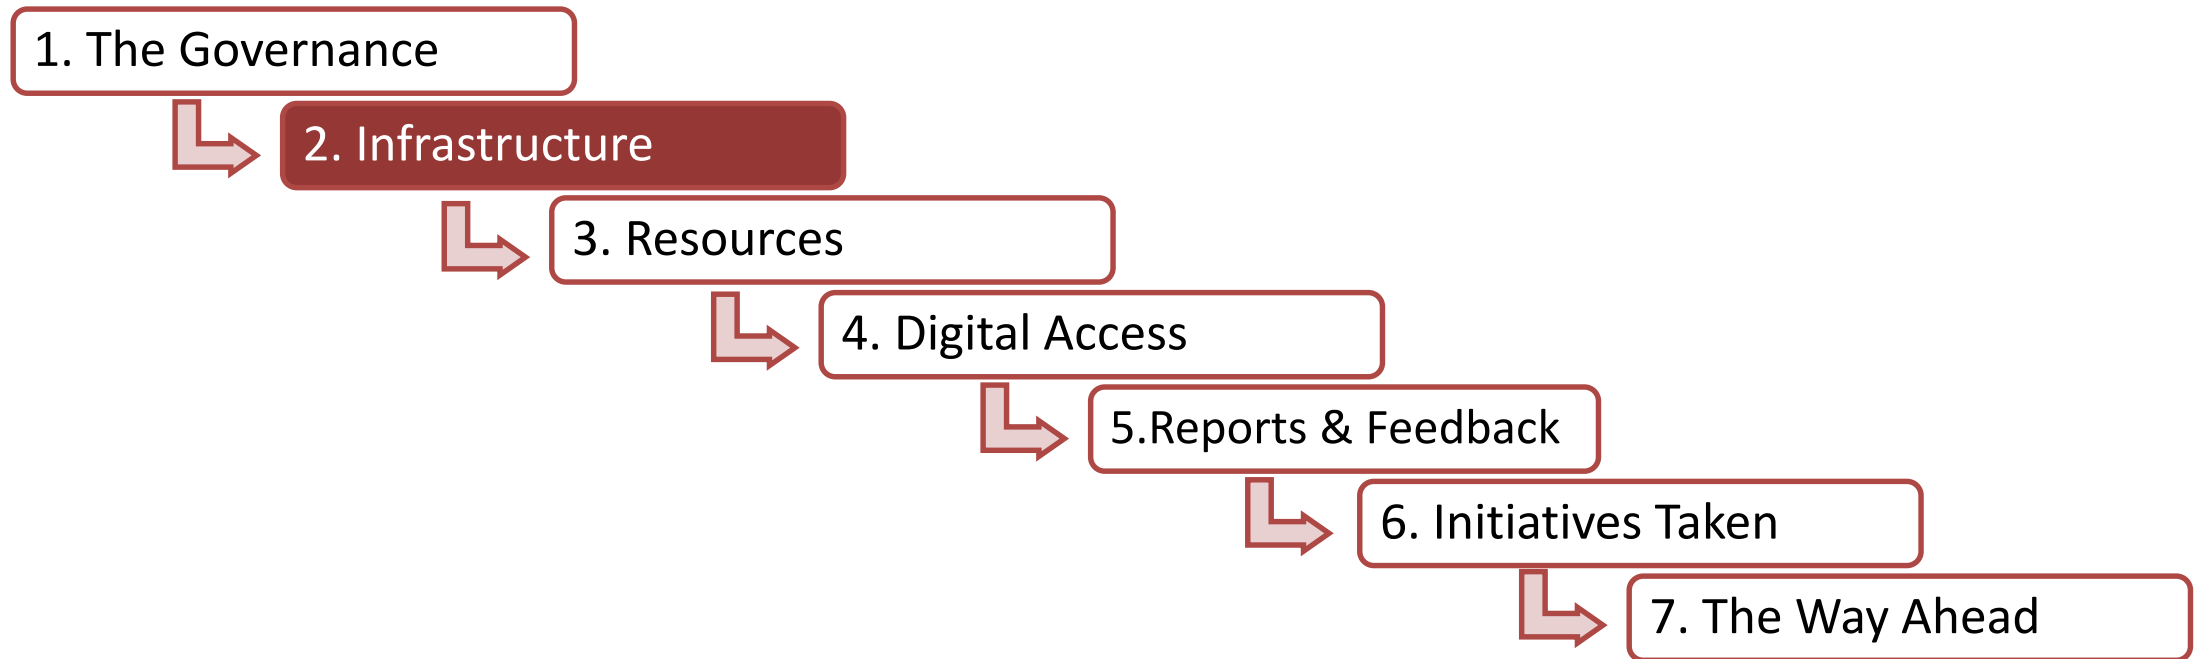 1. The Governance
2. Infrastructure
3. Resources
4. Digital Access
5.Reports & Feedback
6. Initiatives Taken
7. The Way Ahead